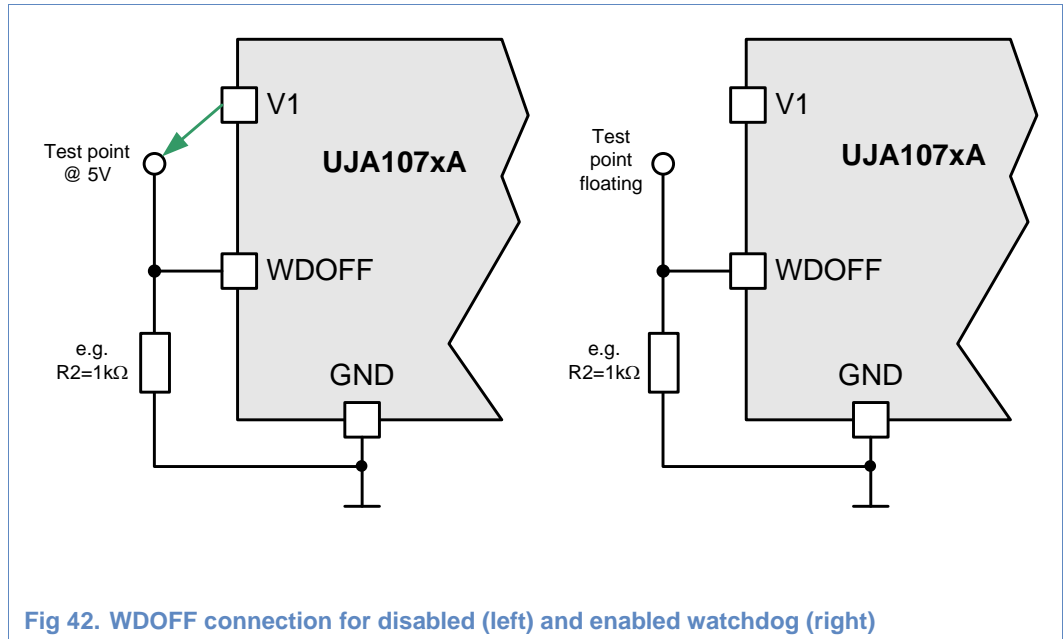 V1
Test point
@ 5V
UJA107xA
WDOFF
e.g.
R2=1kΩ
GND
V1
Test
point
floating
UJA107xA
WDOFF
e.g.
R2=1kΩ
GND
Fig 42. WDOFF connection for disabled (left) and enabled watchdog (right)